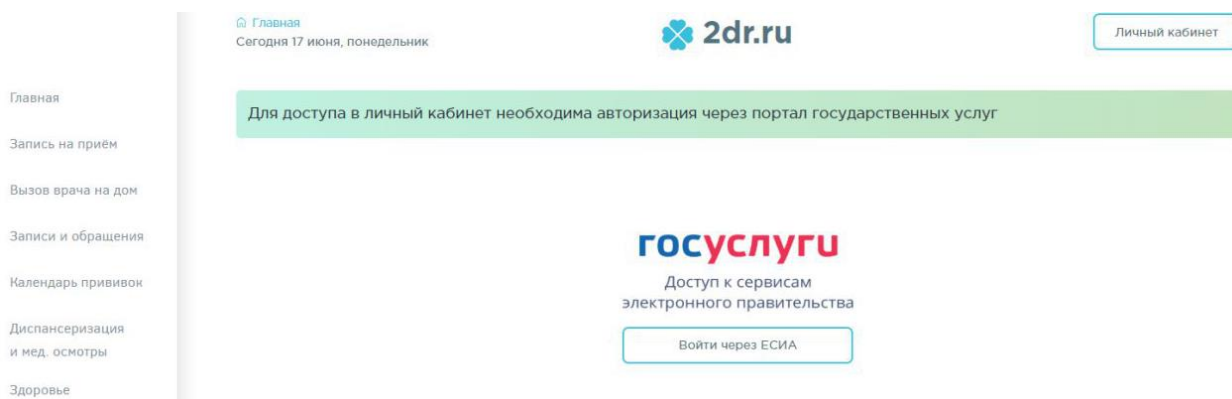 Главная
Сегодня 17 июня, понедельник
2dr.ru
Личный кабинет
Главная
Запись на приём
Вызов врача на дом
Записи и обращения
Календарь прививок
Диспансеризация
и мед. осмотры
Здоровье
Для доступа в личный кабинет необходима авторизация через портал государственных услуг
госуслуги
Доступ к сервисам
электронного правительства
Войти через ЕСИА